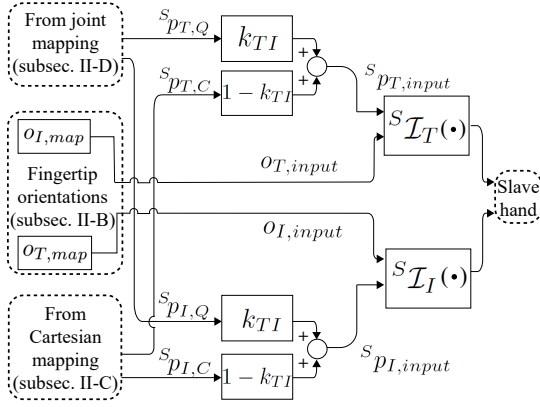 From joint
mapping
(subsec. II-D)
o_{I,map}
Fingertip
orientations
(subsec. II-B)
o_{T,map}
From
Cartesian
mapping
(subsec. II-C)
^{S}p_{T,Q}
k_{TI}
+
^{S}p_{T,C}
1 − k_{TI}
+
^{S}p_{T,input}
^{S}\mathcal{I}_T(•)
o_{T,input}
o_{I,input}
^{S}\mathcal{I}_I(•)
Slave
hand
^{S}p_{I,Q}
k_{TI}
+
^{S}p_{I,C}
1 − k_{TI}
+
^{S}p_{I,input}